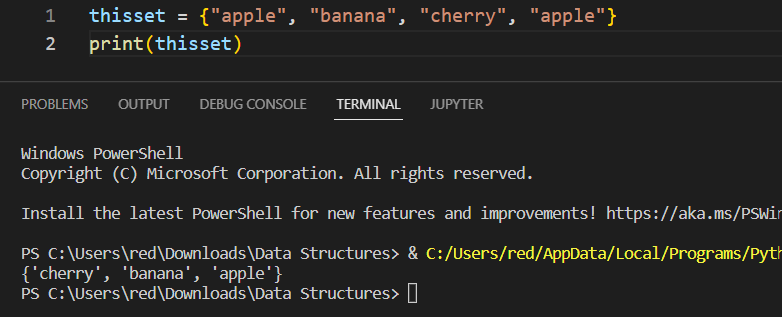 1 thisset = {"apple", "banana", "cherry", "apple"}
2 print(thisset)
PROBLEMS OUTPUT DEBUG CONSOLE TERMINAL JUPYTER
Windows PowerShell
Copyright (C) Microsoft Corporation. All rights reserved.
Install the latest PowerShell for new features and improvements! https://aka.ms/PSWin
PS C:\Users\red\Downloads\Data Structures> & C:/Users/red/AppData/Local/Programs/Pyth
{'cherry', 'banana', 'apple'}
PS C:\Users\red\Downloads\Data Structures>